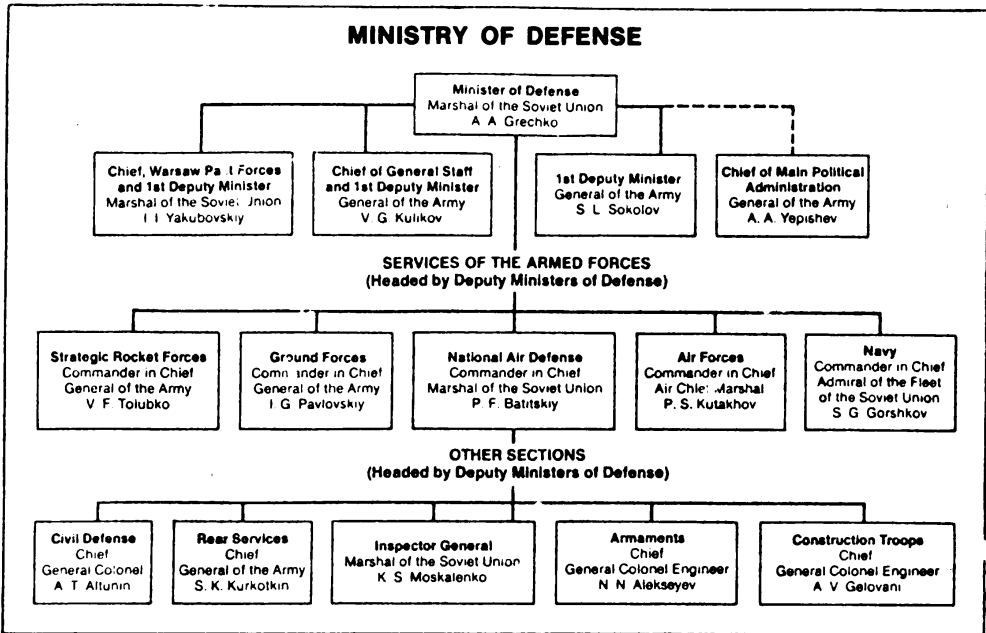 MINISTRY OF DEFENSE
Minister of Defense
Marshal of the Soviet Union
A A Grechko
Chief, Warsaw Pa t Forces
and 1st Deputy Minister
Marshal of the Soviet Union
I I Yakubovskiy
Chief of General Staff
and 1st Deputy Minister
General of the Army
V. G. Kulikov
1st Deputy Minister
General of the Army
S L Sokolov
Chief of Main Political
Administration
General of the Army
A. A. Yepishev
SERVICES OF THE ARMED FORCES
(Headed by Deputy Ministers of Defense)
Strategic Rocket Forces
Commander in Chief
General of the Army
V. F. Tolubko
Ground Forces
Commander in Chief
General of the Army
I G Pavlovskiy
National Air Defense
Commander in Chief
Marshal of the Soviet Union
P. F. Batitskiy
Air Forces
Commander in Chief
Air Chief Marshal
P. S. Kutakhov
Navy
Commander in Chief
Admiral of the Fleet
of the Soviet Union
S G Gorshkov
OTHER SECTIONS
(Headed by Deputy Ministers of Defense)
Civil Defense
Chief
General Colonel
A T Altunin
Rear Services
Chief
General of the Army
S. K. Kurkotkin
Inspector General
Marshal of the Soviet Union
K S Moskalenko
Armaments
Chief
General Colonel Engineer
N N Alekseyev
Construction Troops
Chief
General Colonel Engineer
A V Gelovani